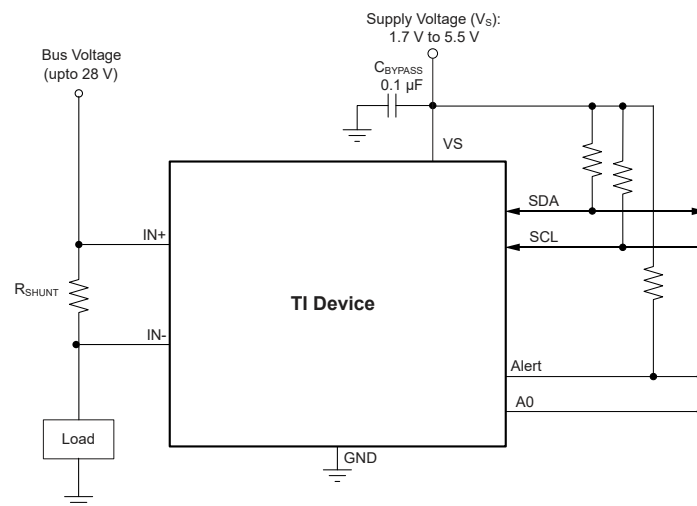 Supply Voltage (VS):
1.7 V to 5.5 V
Bus Voltage
(upto 28 V)
CBYPASS
0.1 µF
VS
SDA
IN+
SCL
RSHUNT
TI Device
IN-
Alert
A0
Load
GND